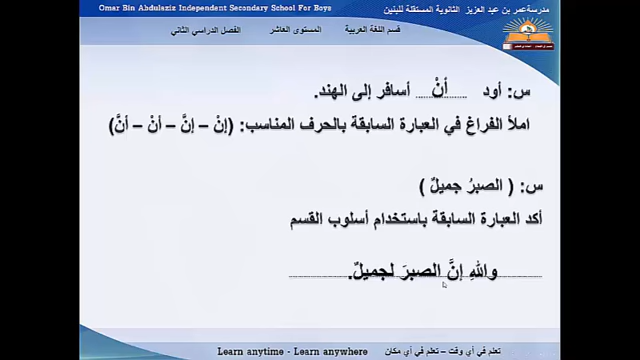 Omar Bin Abdulaziz Independent Secondary School For Boys
مدرسة عمر بن عبد العزيز الثانوية المستقلة للبنين
قسم اللغة العربية
المستوى العاشر
الفصل الدراسي الثاني
س: أود أنْ أسافر إلى الهند.
املأ الفراغ في العبارة السابقة بالحرف المناسب: (إنْ – إنَّ – أنْ – أنَّ)
س: ( الصبرُ جميلٌ )
أكد العبارة السابقة باستخدام أسلوب القسم
واللهِ إنَّ الصبرَ لجميلٌ.
Learn anytime - Learn anywhere
تعلم في أي وقت – تعلم في أي مكان